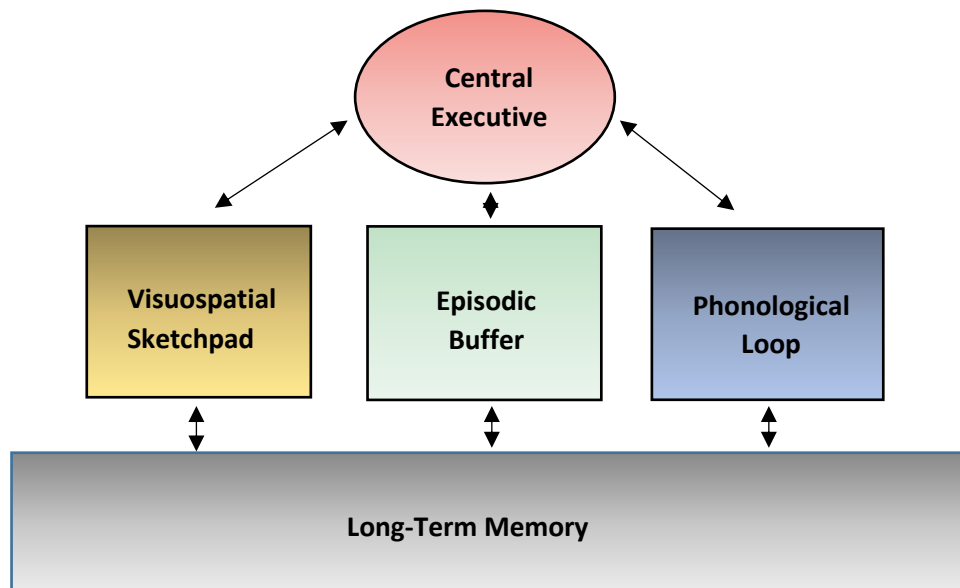 Central
Executive
Visuospatial
Sketchpad
Episodic
Buffer
Phonological
Loop
Long-Term Memory